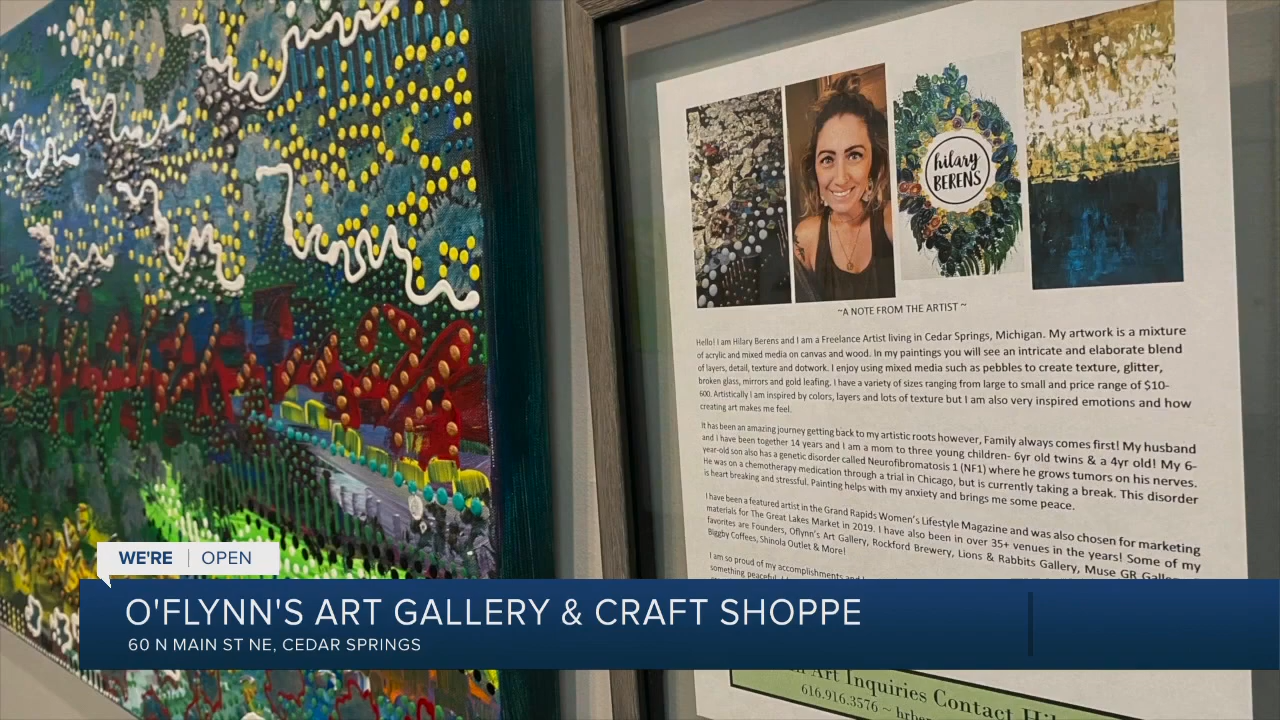 hilary
BERENS
~A NOTE FROM THE ARTIST ~
Hello! I am Hilary Berens and I am a Freelance Artist living in Cedar Springs, Michigan. My artwork is a mixture
of acrylic and mixed media on canvas and wood. In my paintings you will see an intricate and elaborate blend
of layers, detail, texture and dotwork. I enjoy using mixed media such as pebbles to create texture, glitter,
broken glass, mirrors and gold leafing. I have a variety of sizes ranging from large to small and price range of $10-
600. Artistically I am inspired by colors, layers and lots of texture but I am also very inspired emotions and how
creating art makes me feel.
It has been an amazing journey getting back to my artistic roots however, Family always comes first! My husband
and I have been together 14 years and I am a mom to three young children- 6yr old twins & a 4yr old! My 6-
year-old son also has a genetic disorder called Neurofibromatosis 1 (NF1) where he grows tumors on his nerves.
He was on a chemotherapy medication through a trial in Chicago, but is currently taking a break. This disorder
is heart breaking and stressful. Painting helps with my anxiety and brings me some peace.
I have been a featured artist in the Grand Rapids Women's Lifestyle Magazine and was also chosen for marketing
materials for The Great Lakes Market in 2019. I have also been in over 35+ venues in the years! Some of my
favorites are Founders, Oflynn's Art Gallery, Rockford Brewery, Lions & Rabbits Gallery, Muse GR
Biggby Coffees, Shinola Outlet & More!
I am so proud of my accomplishments and
something peaceful.
WE'RE | OPEN
O'FLYNN'S ART GALLERY & CRAFT SHOPPE
60 N MAIN ST NE, CEDAR SPRINGS
Art Inquiries Contact
616.916.3576 ~